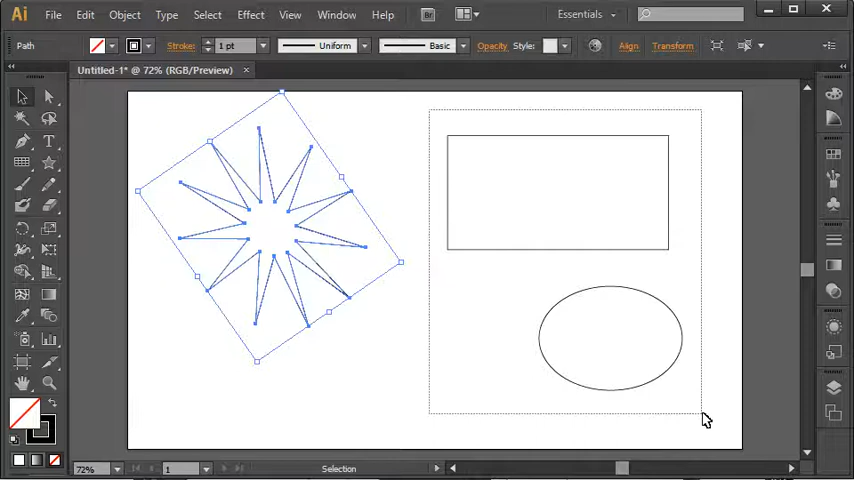 Ai File Edit Object Type Select Effect View Window Help Br Essentials
Path Stroke: 1 pt Uniform Basic Opacity Style: Align Transform
Untitled-1* @ 72% (RGB/Preview) ×
T
72% 1 Selection